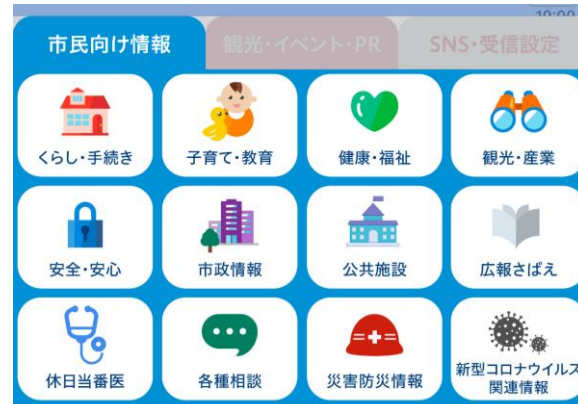 市民向け情報
観光・イベント・PR
SNS・受信設定
くらし・手続き
子育て・教育
健康・福祉
観光・産業
安全・安心
市政情報
公共施設
広報さばえ
休日当番医
各種相談
災害防災情報
新型コロナウイルス
関連情報